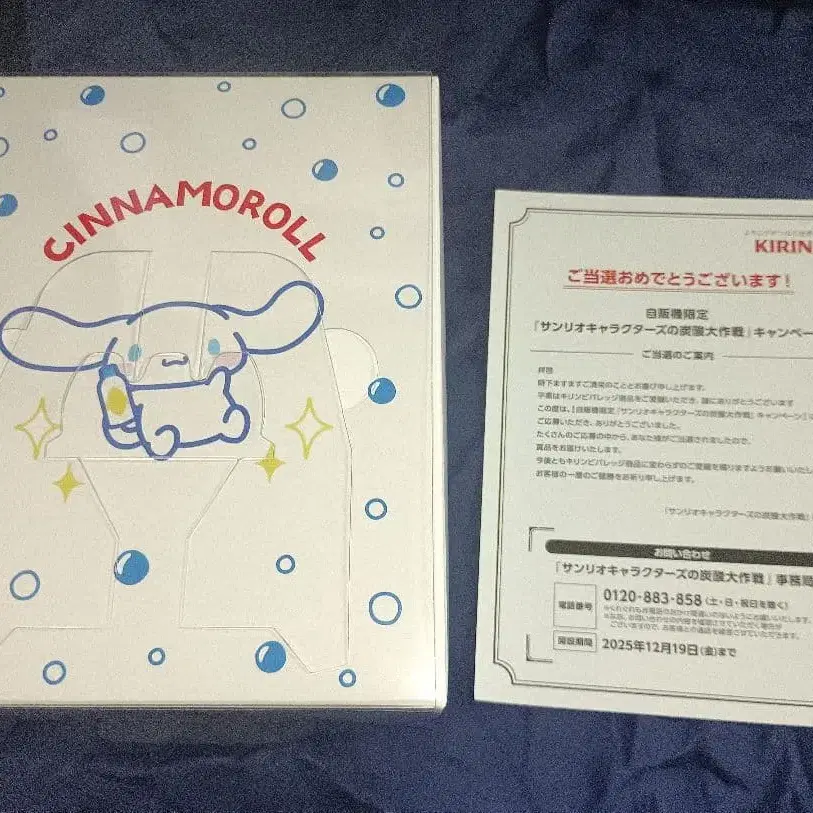 CINNAMOROLL
KIRIN
ご当選おめでとうございます！
自販機限定
「サンリオキャラクターズの炭酸大作戦」キャンペー
ご当選のご案内
拝啓
時下ますますご清栄のこととお喜び申し上げます。
平素はキリンビバレッジ商品をご愛顧いただき、誠にありがとうございます
この度は、「自販機限定『サンリオキャラクターズの炭酸大作戦』キャンペーン」に
ご応募いただき、ありがとうございました。
たくさんのご応募の中から、あなた様がご当選されましたので、
賞品をお届けいたします。
今後ともキリンビバレッジ商品に変わらずのご愛顧を賜りますようお願いいたし
お客様の一層のご健勝をお祈り申し上げます。
「サンリオキャラクターズの炭酸大作戦」
お問い合わせ
「サンリオキャラクターズの炭酸大作戦」事務局
電話番号
0120-883-858（土・日・祝日を除く）
開設期間
2025年12月19日（金）まで